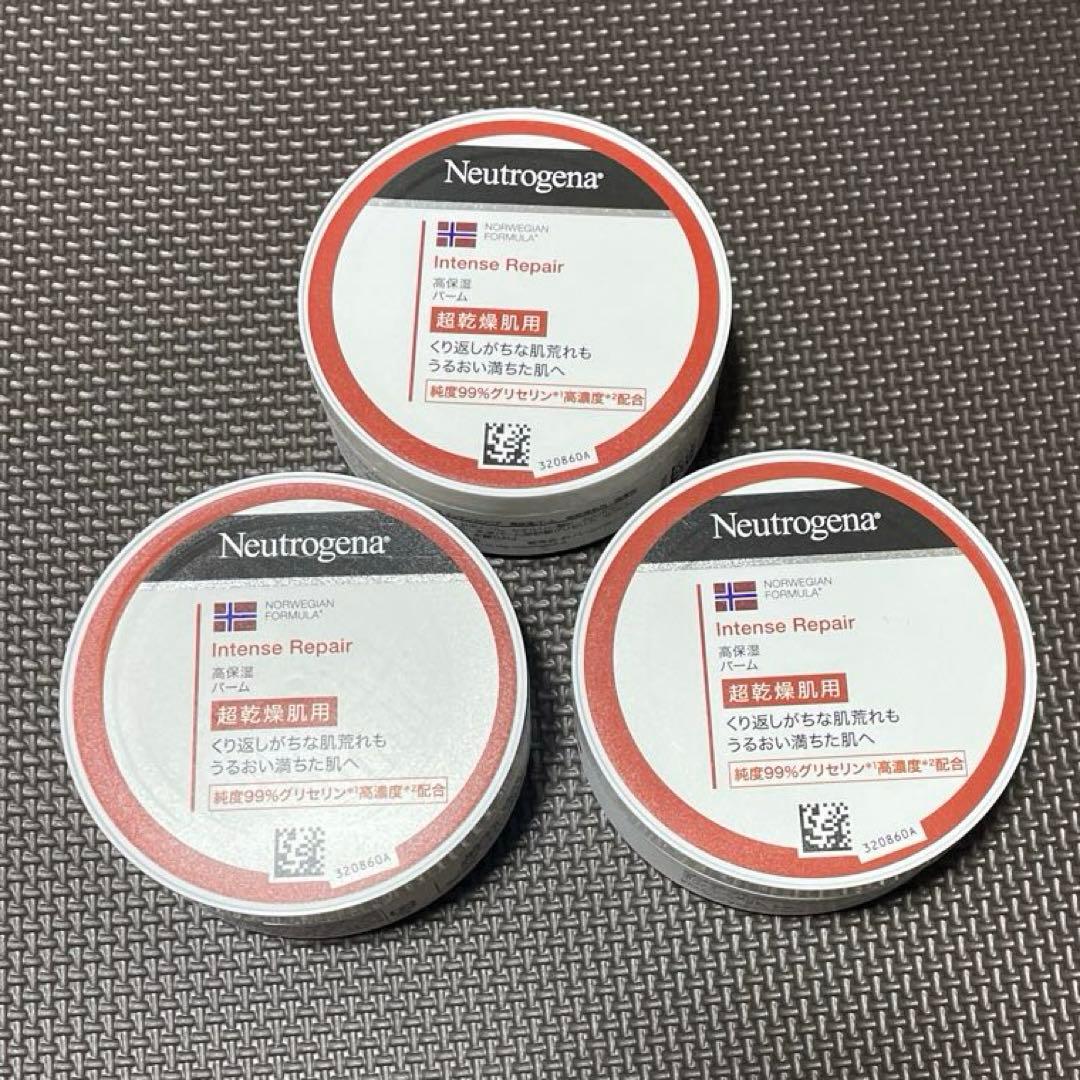 Neutrogena®
NORWEGIAN
FORMULA*
Intense Repair
高保湿
バーム
超乾燥肌用
くり返しがちな肌荒れも
うるおい満ちた肌へ
純度99%グリセリン*¹高濃度*²配合
320860A
Neutrogena®
NORWEGIAN
FORMULA*
Intense Repair
高保湿
バーム
超乾燥肌用
くり返しがちな肌荒れも
うるおい満ちた肌へ
純度99%グリセリン*¹高濃度*²配合
320860A
Neutrogena®
NORWEGIAN
FORMULA*
Intense Repair
高保湿
バーム
超乾燥肌用
くり返しがちな肌荒れも
うるおい満ちた肌へ
純度99%グリセリン*¹高濃度*²配合
320860A